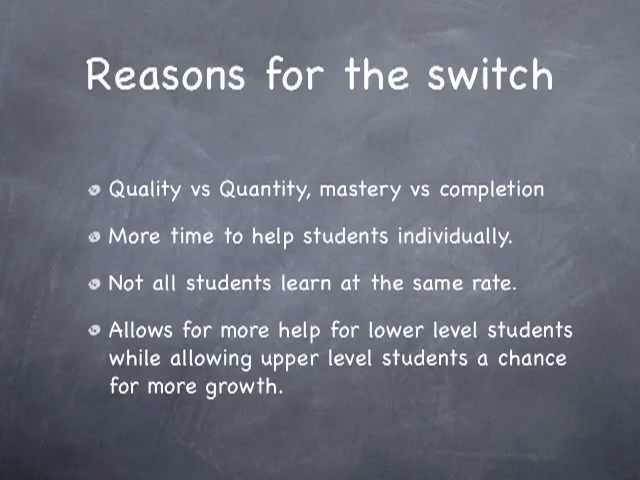 Reasons for the switch
Quality vs Quantity, mastery vs completion
More time to help students individually.
Not all students learn at the same rate.
Allows for more help for lower level students
while allowing upper level students a chance
for more growth.